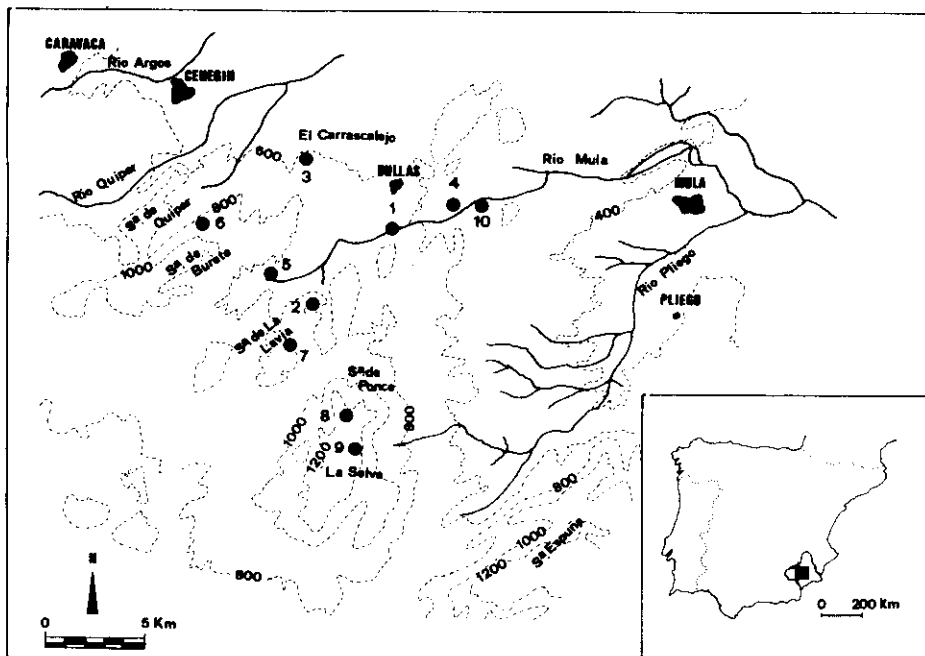 CARAVACA
Rio Argos
CEHEGIN
El Carrascalejo
600
3
BULLAS
4
Rio Mula
1
10
MULA
400
Rio Quipar
Sª de
Quipar
800
6
1000
Sª de
Burete
5
2
Rio Pliego
PLIEGO
Sª de La
Lavia
7
Sª de
Ponce
8
1000
800
9
1200
La Selva
800
1000
1200
Sª Espuña
800
N
0 5 Km
0 200 Km